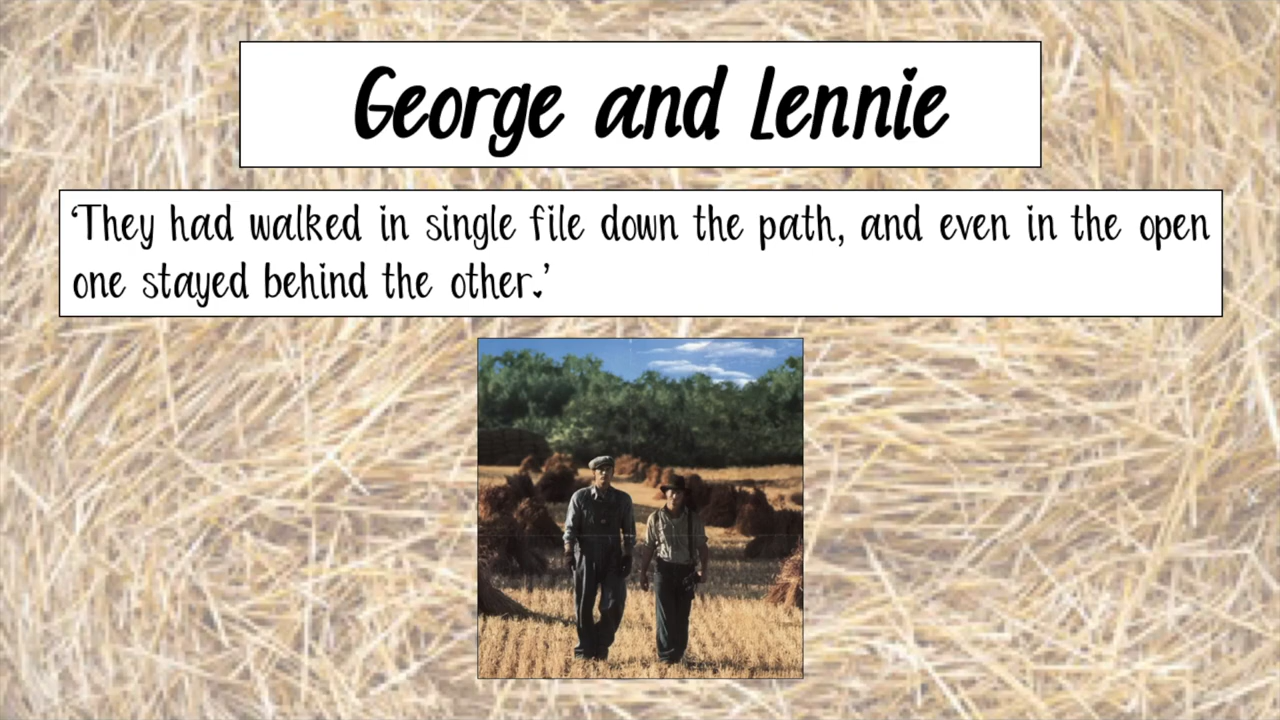 George and Lennie
‘They had walked in single file down the path, and even in the open
one stayed behind the other.’